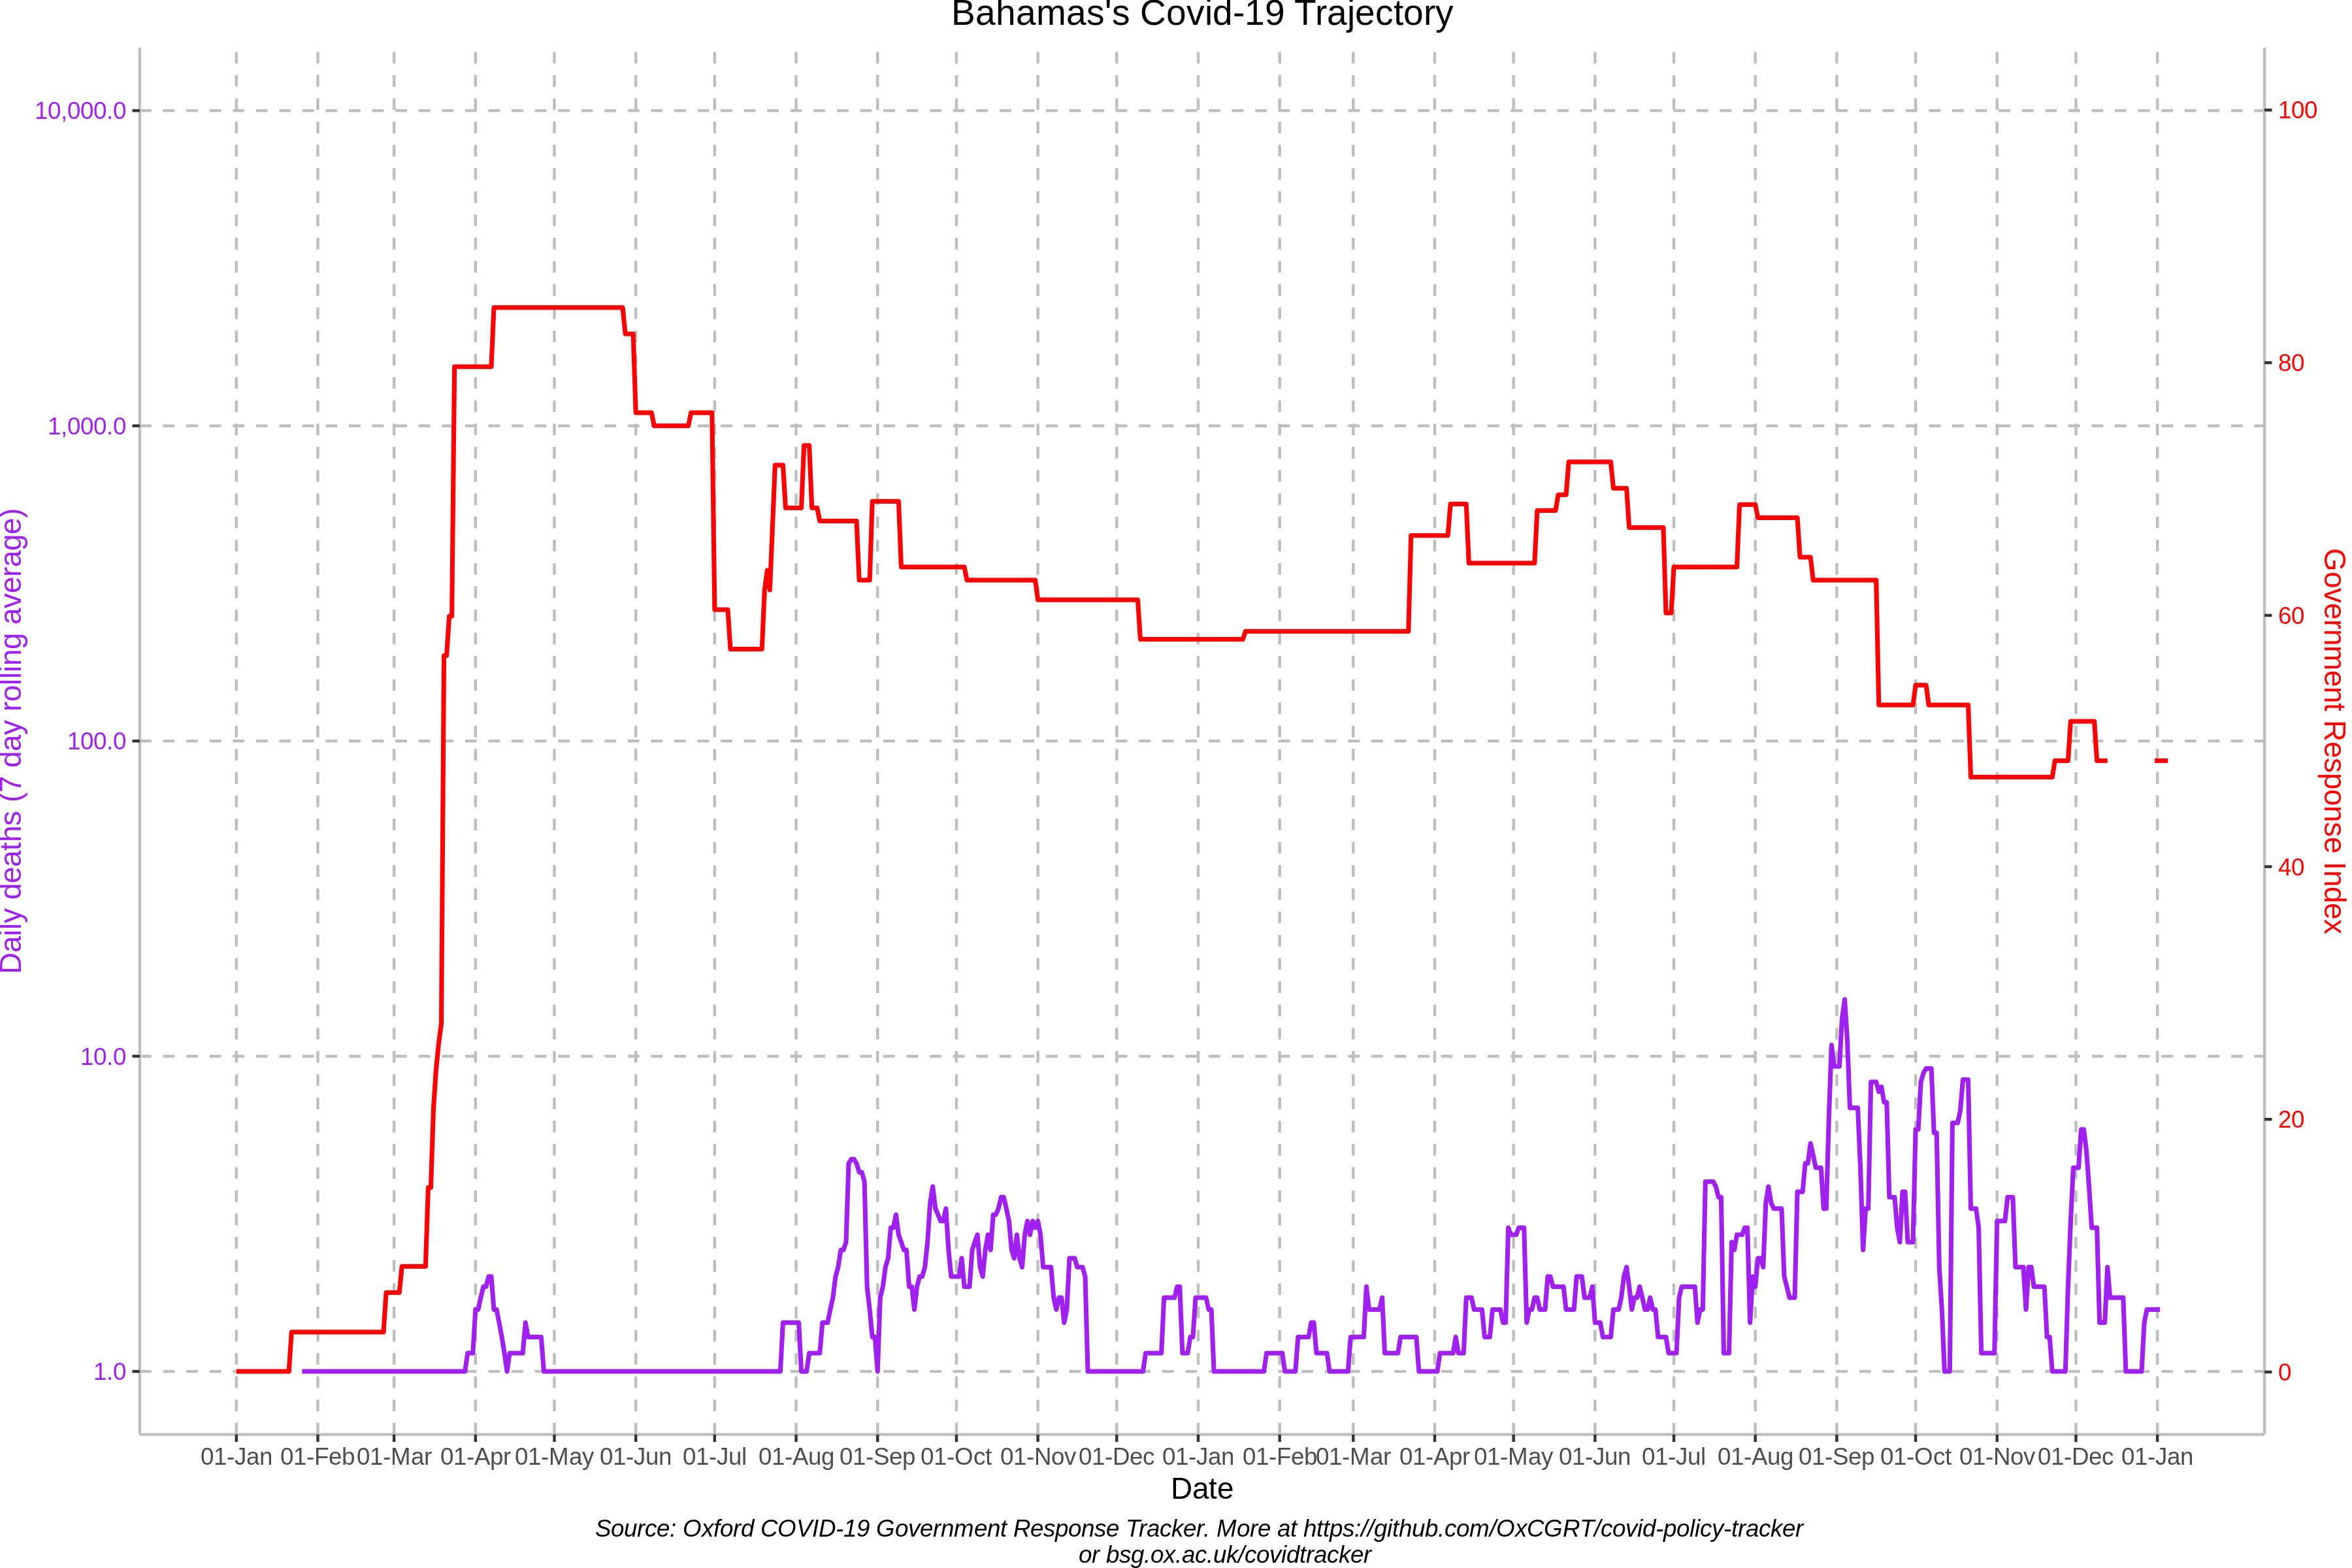 Bahamas's Covid-19 Trajectory
10,000.0
1,000.0
100.0
10.0
1.0
Daily deaths (7 day rolling average)
100
80
60
40
20
0
Government Response Index
01-Jan 01-Feb 01-Mar 01-Apr 01-May 01-Jun 01-Jul 01-Aug 01-Sep 01-Oct 01-Nov 01-Dec 01-Jan 01-Feb 01-Mar 01-Apr 01-May 01-Jun 01-Jul 01-Aug 01-Sep 01-Oct 01-Nov 01-Dec 01-Jan
Date
Source: Oxford COVID-19 Government Response Tracker. More at https://github.com/OxCGRT/covid-policy-tracker
or bsg.ox.ac.uk/covidtracker